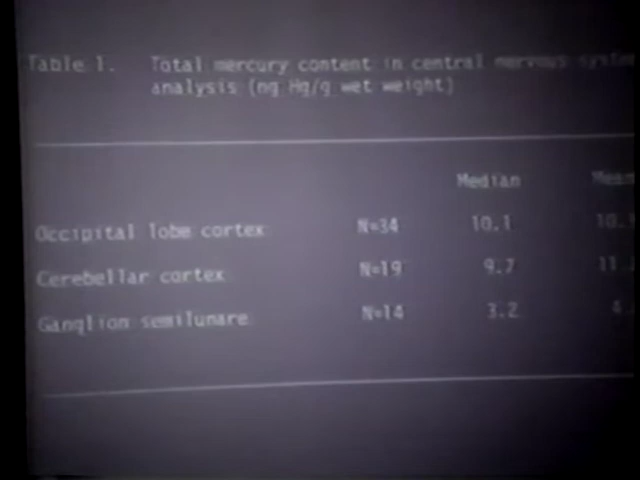 Table 1. Total mercury content in central nervous
analysis (ng Hg/g wet weight)
Median
Occipital lobe cortex N=34 10.1
Cerebellar cortex N=19 9.7
Ganglion semilunare N=14 3.2